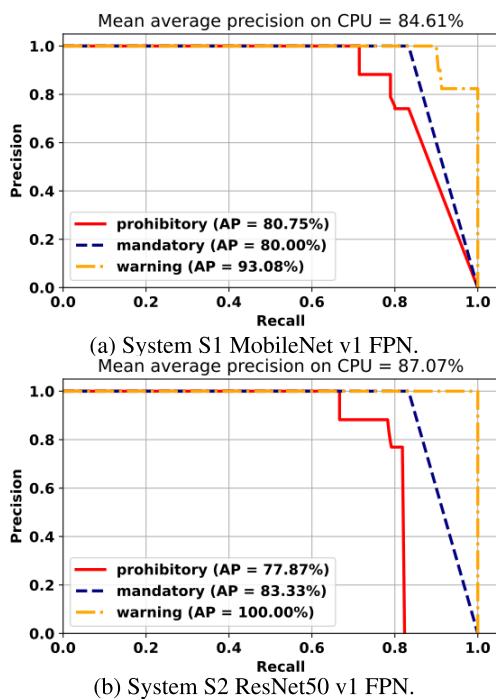 Mean average precision on CPU = 84.61%
1.0
0.8
0.6
0.4
0.2
0.0
Precision
prohibitory (AP = 80.75%)
mandatory (AP = 80.00%)
warning (AP = 93.08%)
0.0 0.2 0.4 0.6 0.8 1.0
Recall
(a) System S1 MobileNet v1 FPN.
Mean average precision on CPU = 87.07%
1.0
0.8
0.6
0.4
0.2
0.0
Precision
prohibitory (AP = 77.87%)
mandatory (AP = 83.33%)
warning (AP = 100.00%)
0.0 0.2 0.4 0.6 0.8 1.0
Recall
(b) System S2 ResNet50 v1 FPN.